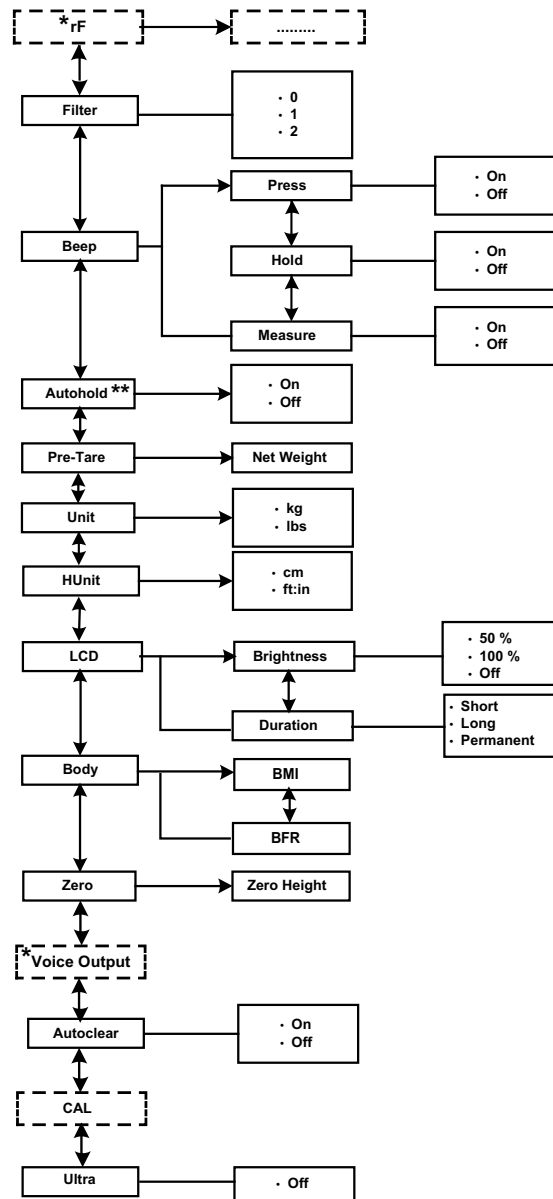 *rF
.........
Filter
· 0
· 1
· 2
Beep
Press
· On
· Off
Hold
· On
· Off
Measure
· On
· Off
Autohold **
· On
· Off
Pre-Tare
Net Weight
Unit
· kg
· lbs
HUnit
· cm
· ft:in
LCD
Brightness
· 50 %
· 100 %
· Off
Duration
· Short
· Long
· Permanent
Body
BMI
BFR
Zero
Zero Height
*Voice Output
Autoclear
· On
· Off
CAL
Ultra
· Off